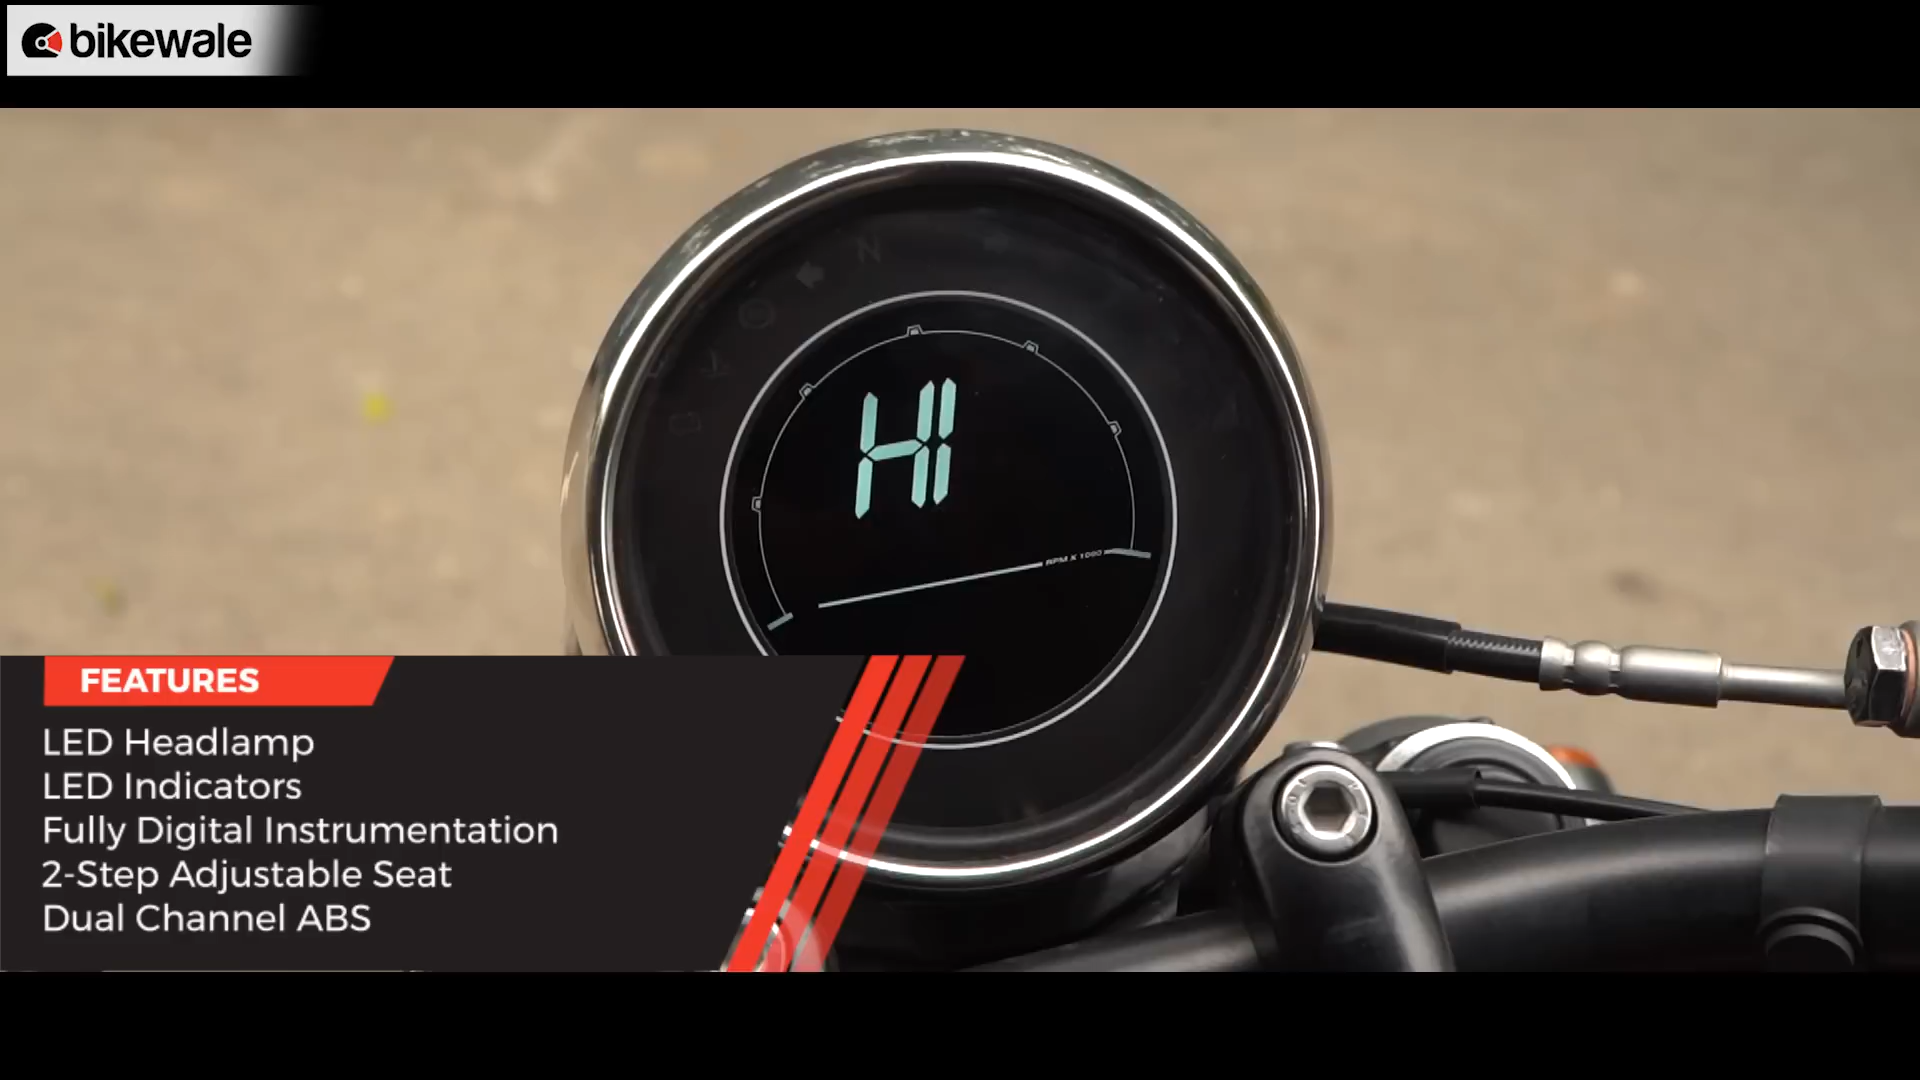 bikewale
N
HI
RPM X 1000
FEATURES
LED Headlamp
LED Indicators
Fully Digital Instrumentation
2-Step Adjustable Seat
Dual Channel ABS